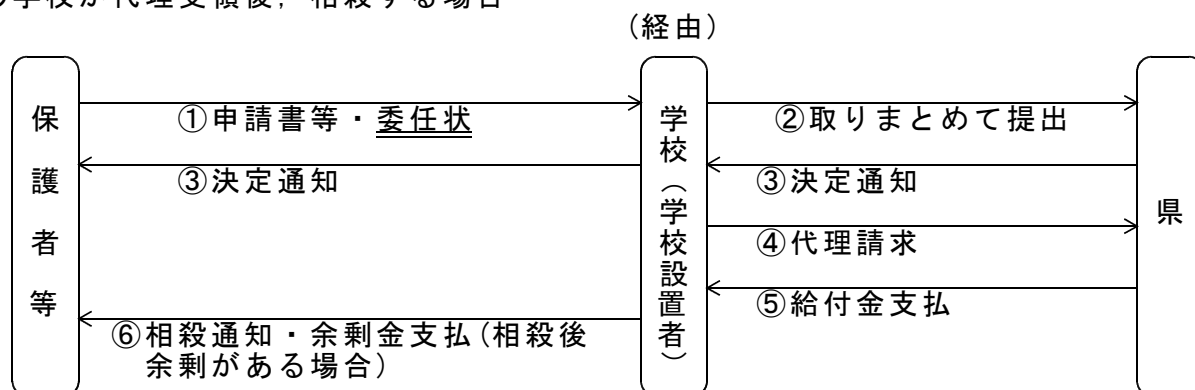 の学校が代理受領後，相殺する場合
（経由）
保護者等
学校（学校設置者）
県
①申請書等・委任状
②取りまとめて提出
③決定通知
③決定通知
④代理請求
⑤給付金支払
⑥相殺通知・余剰金支払（相殺後
余剰がある場合）